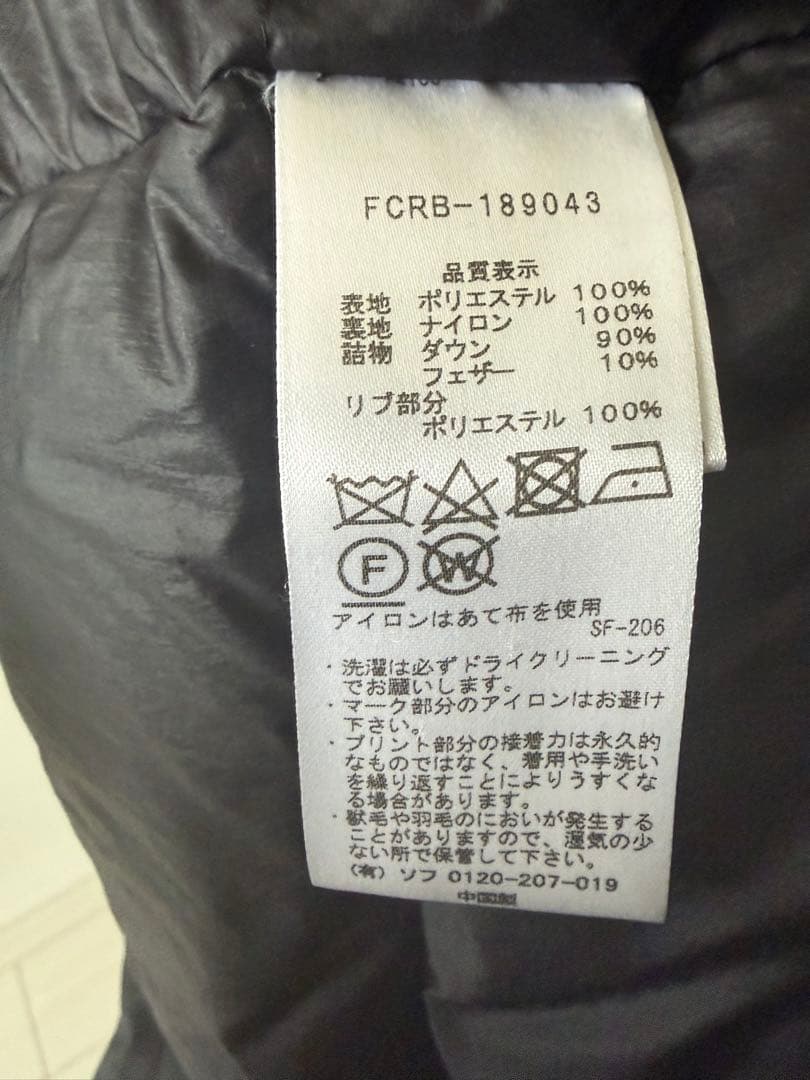 FCRB-189043
品質表示
表地 ポリエステル 100%
裏地 ナイロン 100%
詰物 ダウン 90%
フェザー 10%
リブ部分
ポリエステル 100%
F
W
アイロンはあて布を使用
SF-206
・洗濯は必ずドライクリーニング
でお願いします。
・マーク部分のアイロンはお避け
下さい。
・プリント部分の接着力は永久的
なものではなく、着用や手洗い
を繰り返すことによりうすくな
る場合があります。
・獣毛や羽毛のにおいが発生する
ことがありますので、湿気の少
ない所で保管して下さい。
(有) ソフ 0120-207-019
中国製